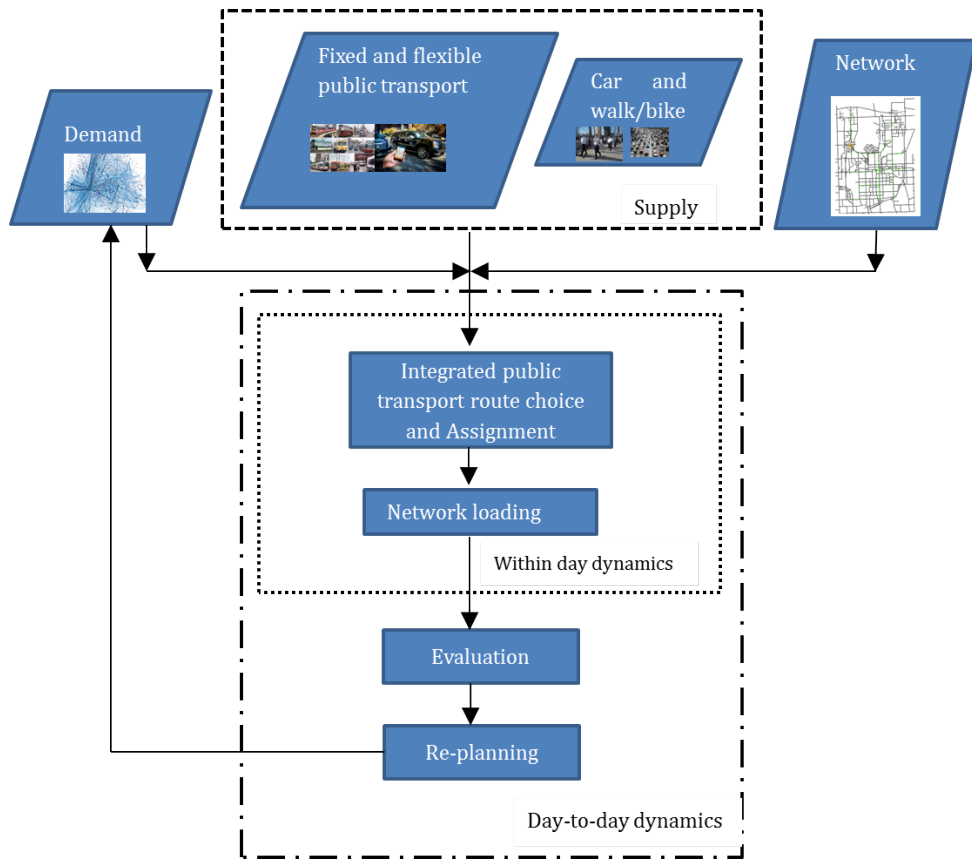 Fixed and flexible
public transport
Car and
walk/bike
Network
Demand
Supply
Integrated public
transport route choice
and Assignment
Network loading
Within day dynamics
Evaluation
Re-planning
Day-to-day dynamics